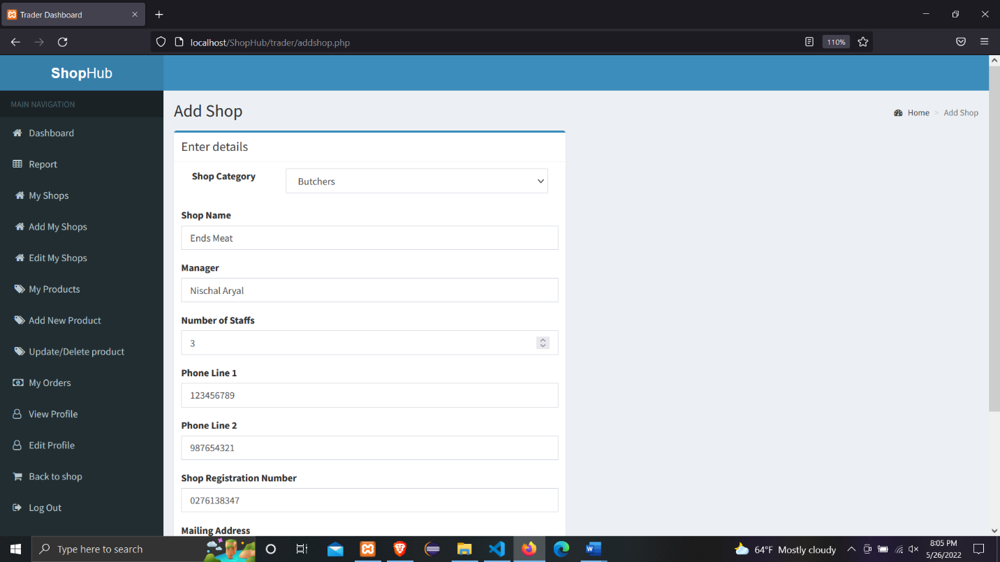 Trader Dashboard
localhost/ShopHub/trader/addshop.php
110%
ShopHub
MAIN NAVIGATION
Dashboard
Report
My Shops
Add My Shops
Edit My Shops
My Products
Add New Product
Update/Delete product
My Orders
View Profile
Edit Profile
Back to shop
Log Out
Add Shop
Home > Add Shop
Enter details
Shop Category
Butchers
Shop Name
Ends Meat
Manager
Nischal Aryal
Number of Staffs
3
Phone Line 1
123456789
Phone Line 2
987654321
Shop Registration Number
0276138347
Mailing Address
Type here to search
64°F Mostly cloudy
8:05 PM
5/26/2022